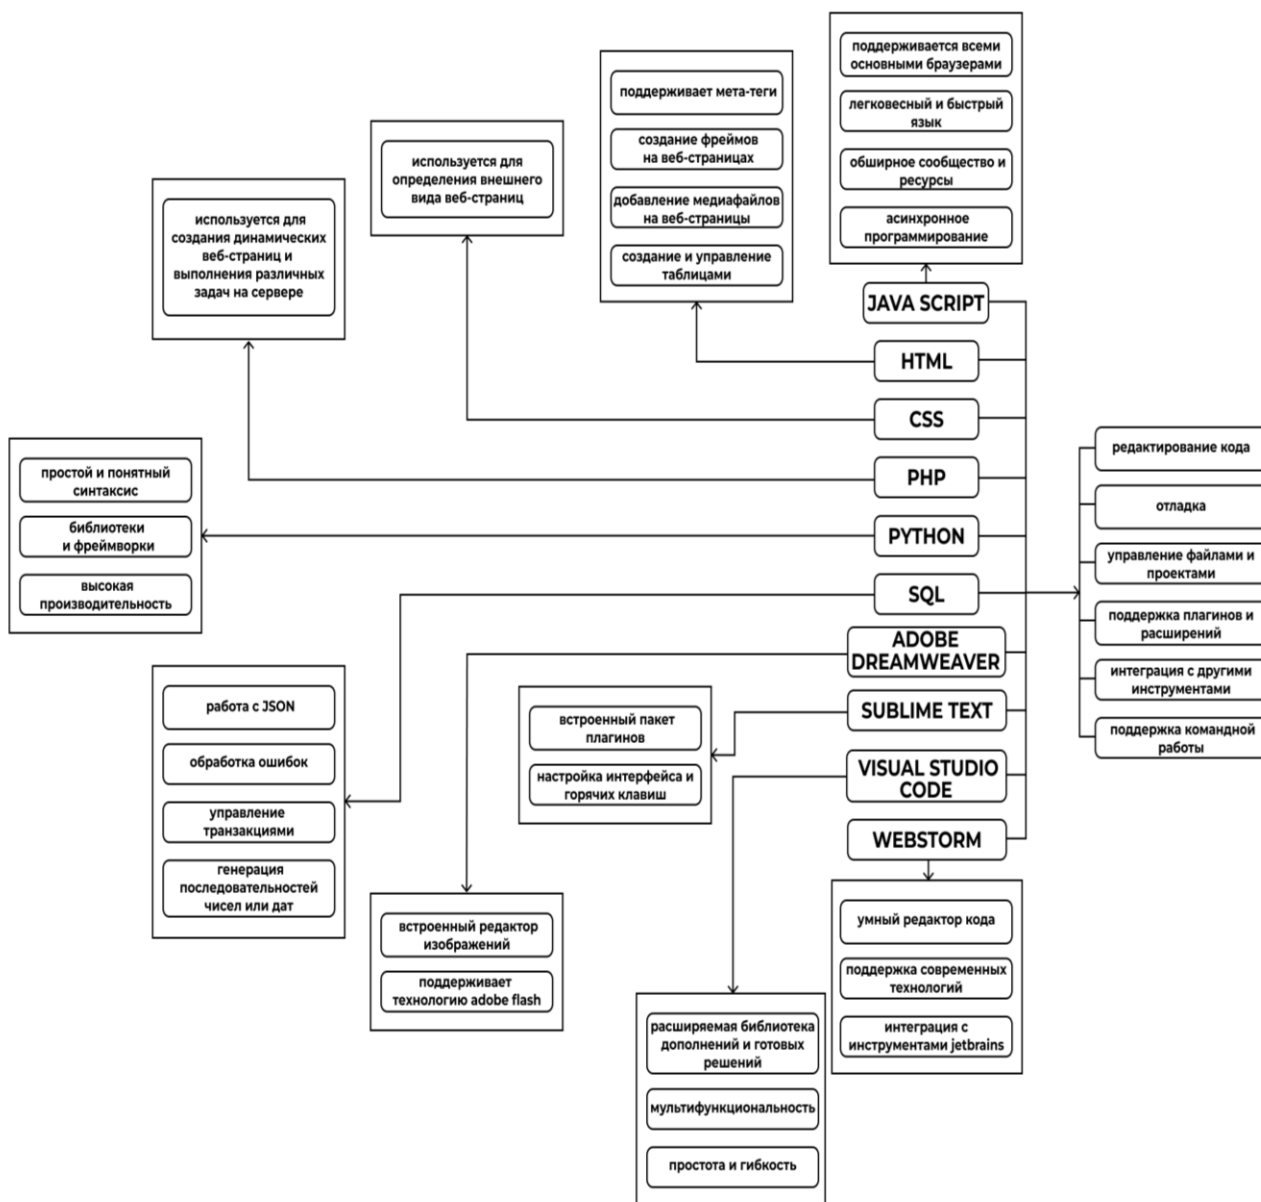 поддерживается всеми
основными браузерами
легковесный и быстрый
язык
обширное сообщество и
ресурсы
асинхронное
программирование
JAVA SCRIPT
поддерживает мета-теги
создание фреймов
на веб-страницах
добавление медиафайлов
на веб-страницы
создание и управление
таблицами
HTML
используется для
определения внешнего
вида веб-страниц
CSS
используется для
создания динамических
веб-страниц и
выполнения различных
задач на сервере
PHP
простой и понятный
синтаксис
библиотеки
и фреймворки
высокая
производительность
PYTHON
SQL
работа с JSON
обработка ошибок
управление
транзакциями
генерация
последовательностей
чисел или дат
ADOBE
DREAMWEAVER
встроенный редактор
изображений
поддерживает
технологию adobe flash
SUBLIME TEXT
встроенный пакет
плагинов
настройка интерфейса и
горячих клавиш
VISUAL STUDIO
CODE
расширяемая библиотека
дополнений и готовых
решений
мультифункциональность
простота и гибкость
WEBSTORM
умный редактор кода
поддержка современных
технологий
интеграция с
инструментами jetbrains
редактирование кода
отладка
управление файлами и
проектами
поддержка плагинов и
расширений
интеграция с другими
инструментами
поддержка командной
работы